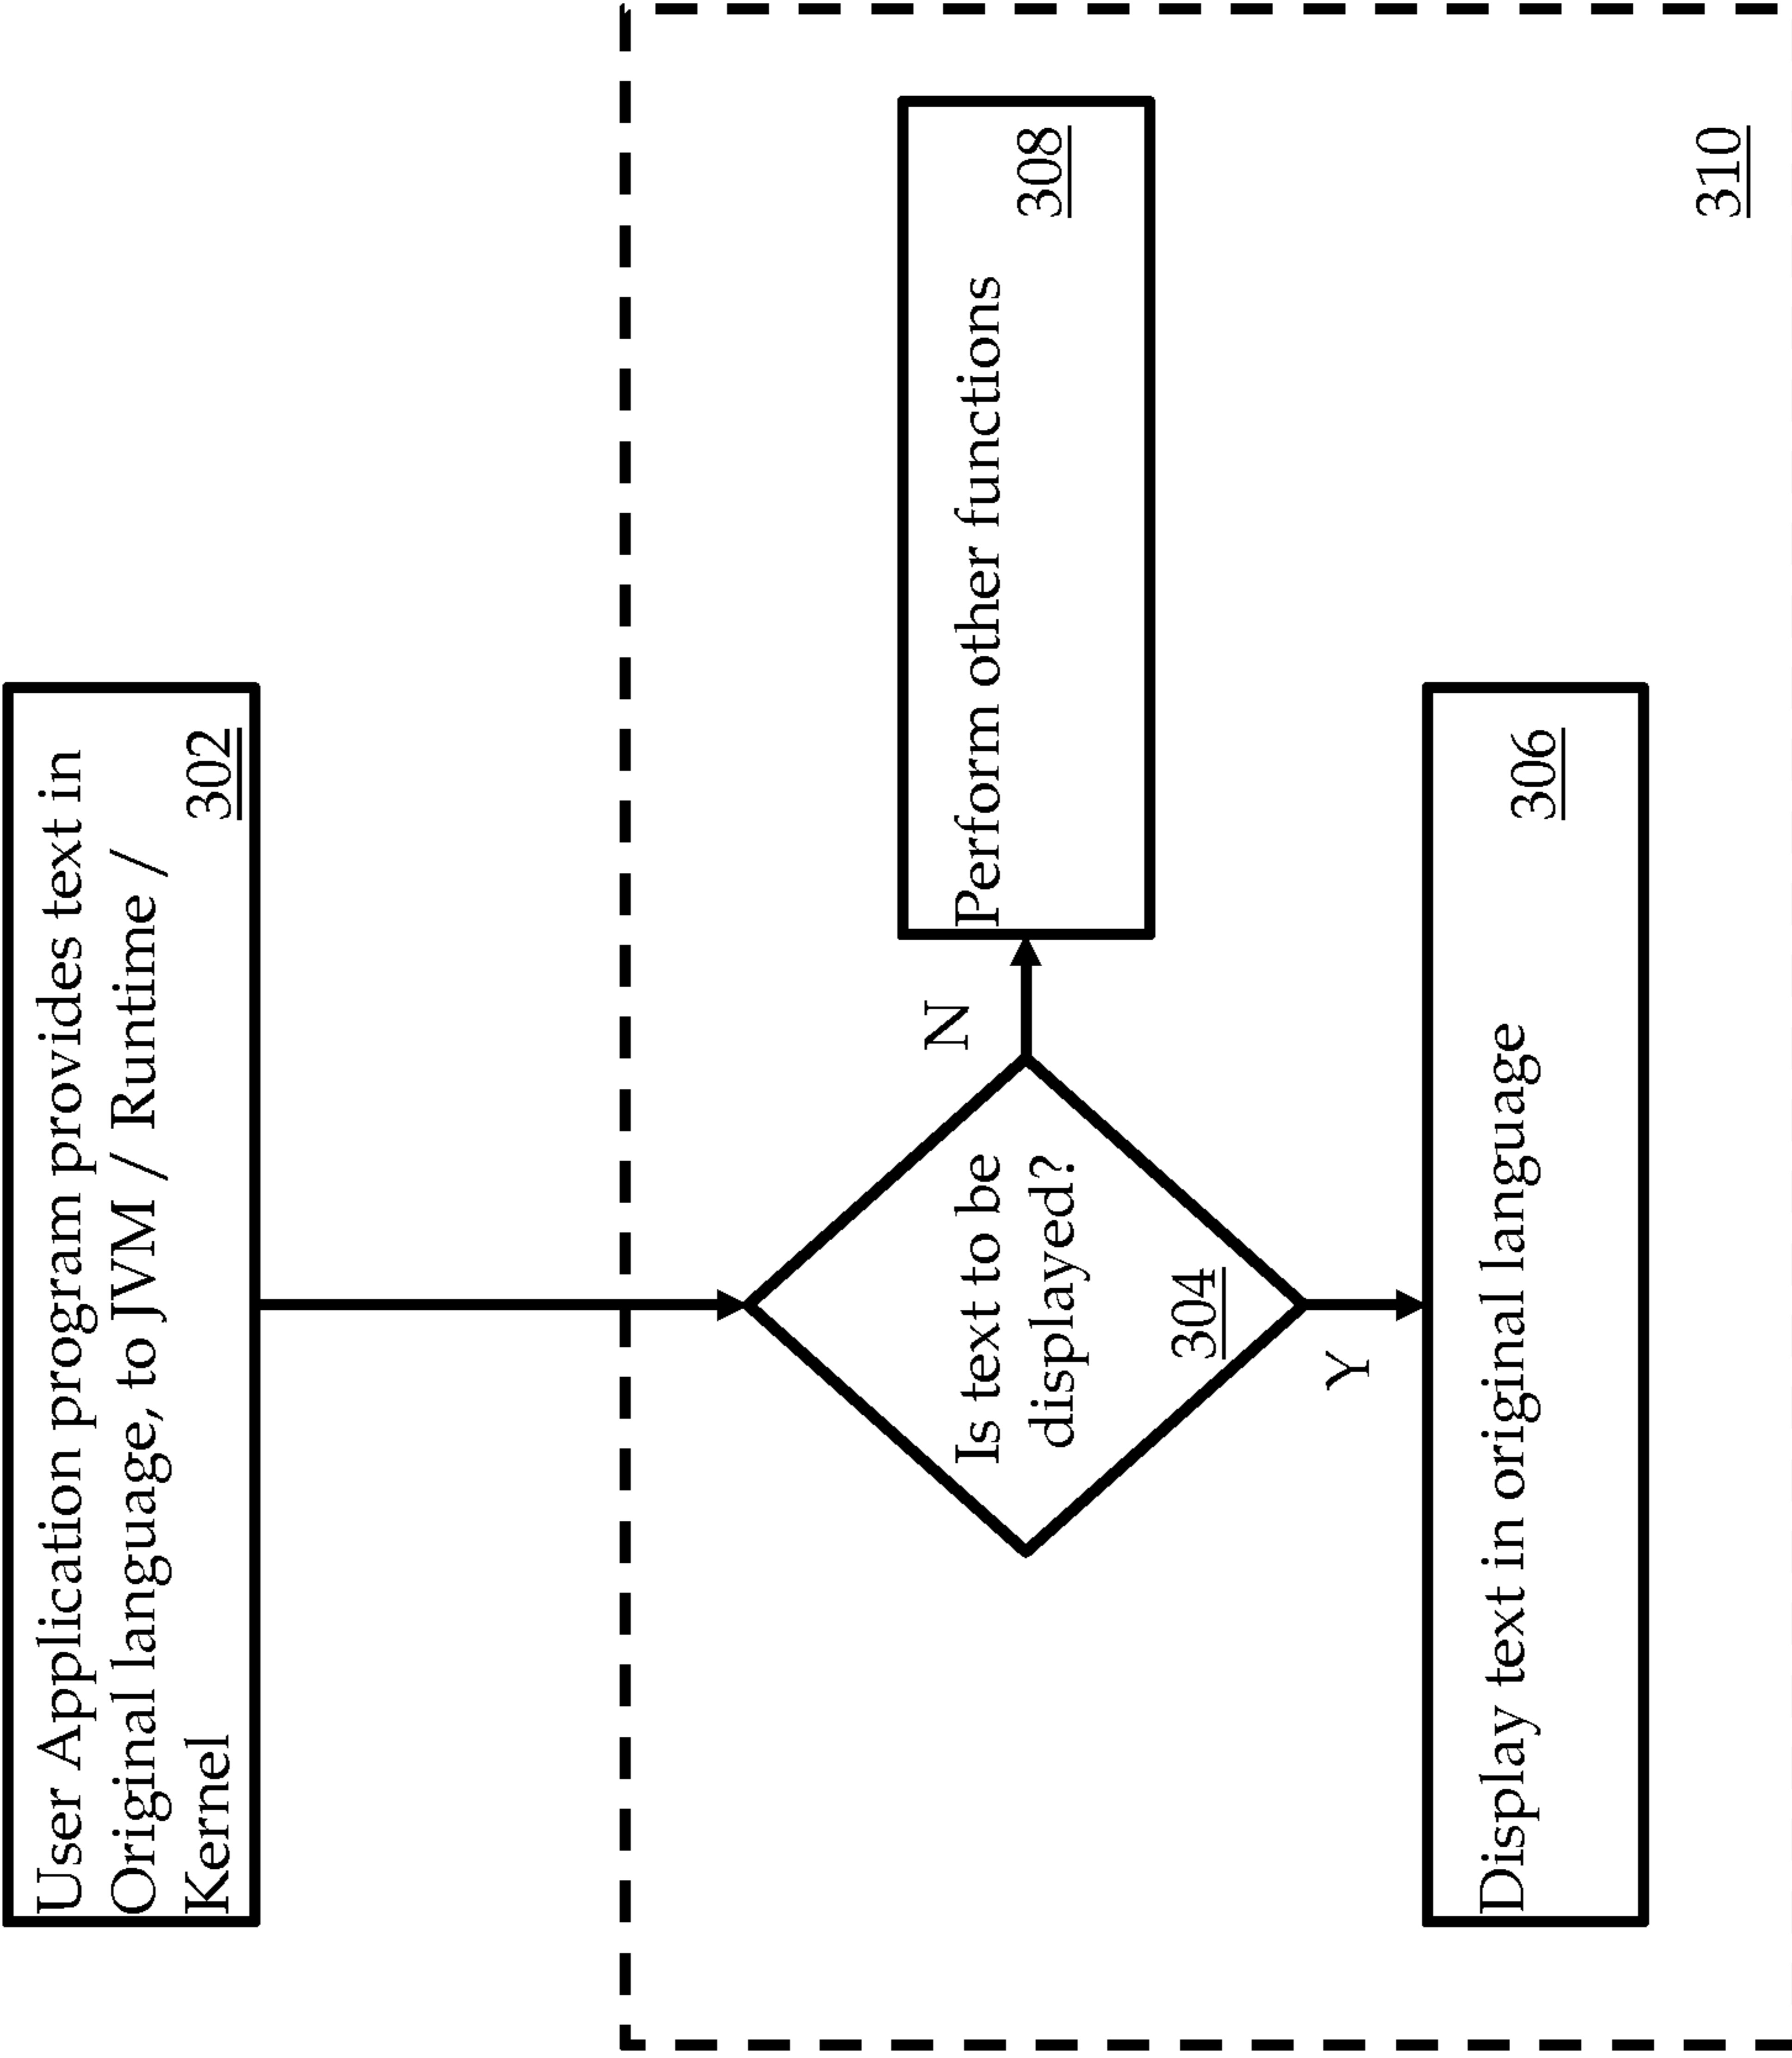 User Application program provides text in
Original language, to JVM / Runtime /
Kernel
302
Is text to be
displayed?
304
N
Perform other functions
308
Y
Display text in original language
306
310